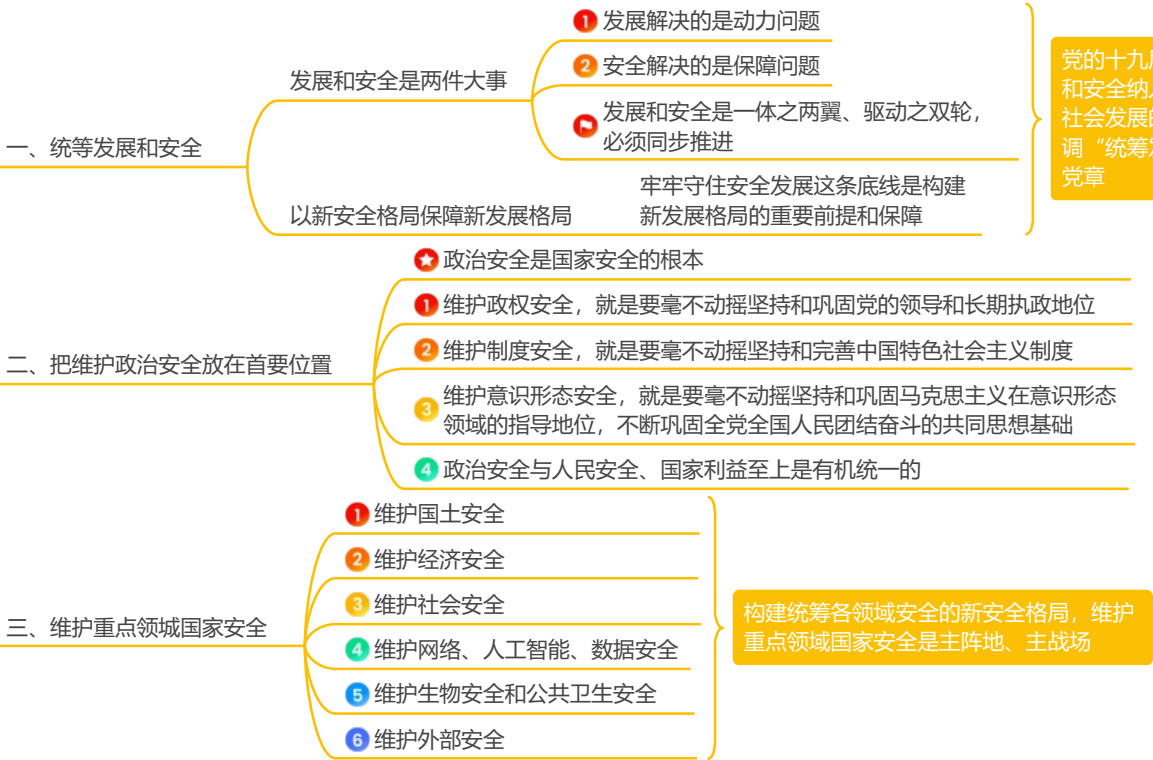 一、统等发展和安全
发展和安全是两件大事
1 发展解决的是动力问题
2 安全解决的是保障问题
发展和安全是一体之两翼、驱动之双轮，
必须同步推进
以新安全格局保障新发展格局
牢牢守住安全发展这条底线是构建
新发展格局的重要前提和保障
党的十九
和安全纳
社会发展的
调“统筹
党章
二、把维护政治安全放在首要位置
政治安全是国家安全的根本
1 维护政权安全，就是要毫不动摇坚持和巩固党的领导和长期执政地位
2 维护制度安全，就是要毫不动摇坚持和完善中国特色社会主义制度
3 维护意识形态安全，就是要毫不动摇坚持和巩固马克思主义在意识形态
领域的指导地位，不断巩固全党全国人民团结奋斗的共同思想基础
4 政治安全与人民安全、国家利益至上是有机统一的
三、维护重点领城国家安全
1 维护国土安全
2 维护经济安全
3 维护社会安全
4 维护网络、人工智能、数据安全
5 维护生物安全和公共卫生安全
6 维护外部安全
构建统筹各领域安全的新安全格局，维护
重点领域国家安全是主阵地、主战场